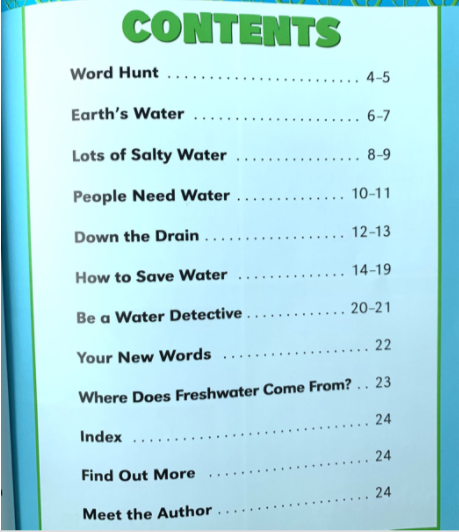 CONTENTS
Word Hunt ........................ 4–5
Earth's Water ..................... 6–7
Lots of Salty Water ............... 8–9
People Need Water ............. 10–11
Down the Drain ................. 12–13
How to Save Water ............. 14–19
Be a Water Detective ............ 20–21
Your New Words .................. 22
Where Does Freshwater Come From? .. 23
Index ............................. 24
Find Out More .................... 24
Meet the Author ................... 24